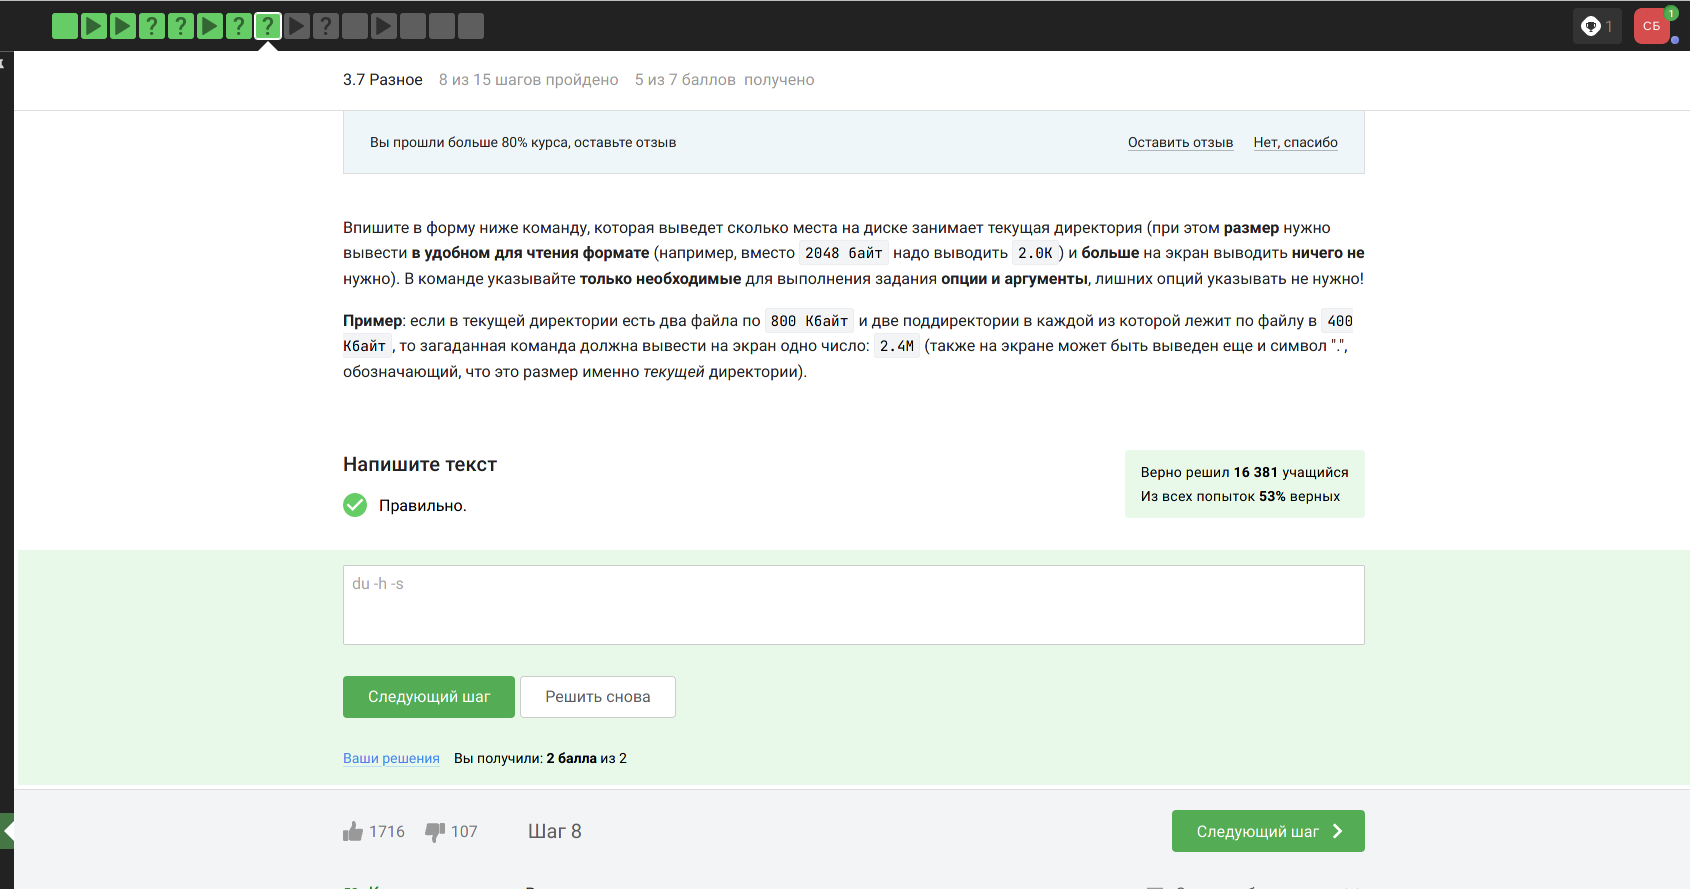 ? ? ? ? ?
1
СБ
1
3.7 Разное 8 из 15 шагов пройдено 5 из 7 баллов получено
Вы прошли больше 80% курса, оставьте отзыв Оставить отзыв Нет, спасибо
Впишите в форму ниже команду, которая выведет сколько места на диске занимает текущая директория (при этом размер нужно
вывести в удобном для чтения формате (например, вместо 2048 байт надо выводить 2.0K ) и больше на экран выводить ничего не
нужно). В команде указывайте только необходимые для выполнения задания опции и аргументы, лишних опций указывать не нужно!
Пример: если в текущей директории есть два файла по 800 Кбайт и две поддиректории в каждой из которой лежит по файлу в 400
Кбайт , то загаданная команда должна вывести на экран одно число: 2.4M (также на экране может быть выведен еще и символ ".",
обозначающий, что это размер именно текущей директории).
Напишите текст
Верно решил 16 381 учащийся
Из всех попыток 53% верных
Правильно.
du -h -s
Следующий шаг Решить снова
Ваши решения Вы получили: 2 балла из 2
1716 107 Шаг 8 Следующий шаг